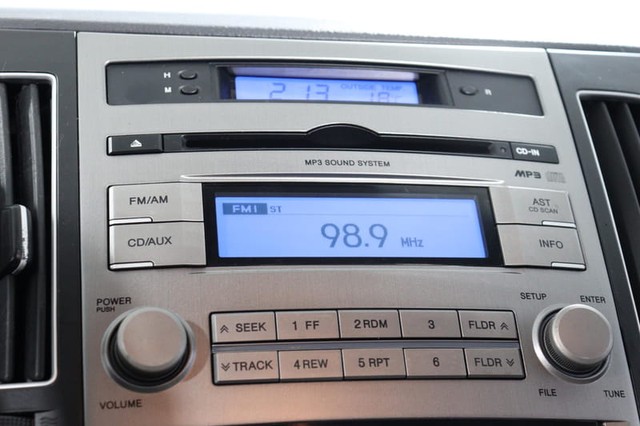 H
M
2:13 OUTSIDE TEMP
R
CD-IN
MP3 SOUND SYSTEM
MP3
FM/AM
FM1 ST
AST
CD SCAN
CD/AUX
98.9 MHz
INFO
POWER
PUSH
SETUP ENTER
SEEK 1 FF 2 RDM 3 FLDR
TRACK 4 REW 5 RPT 6 FLDR
VOLUME
FILE TUNE